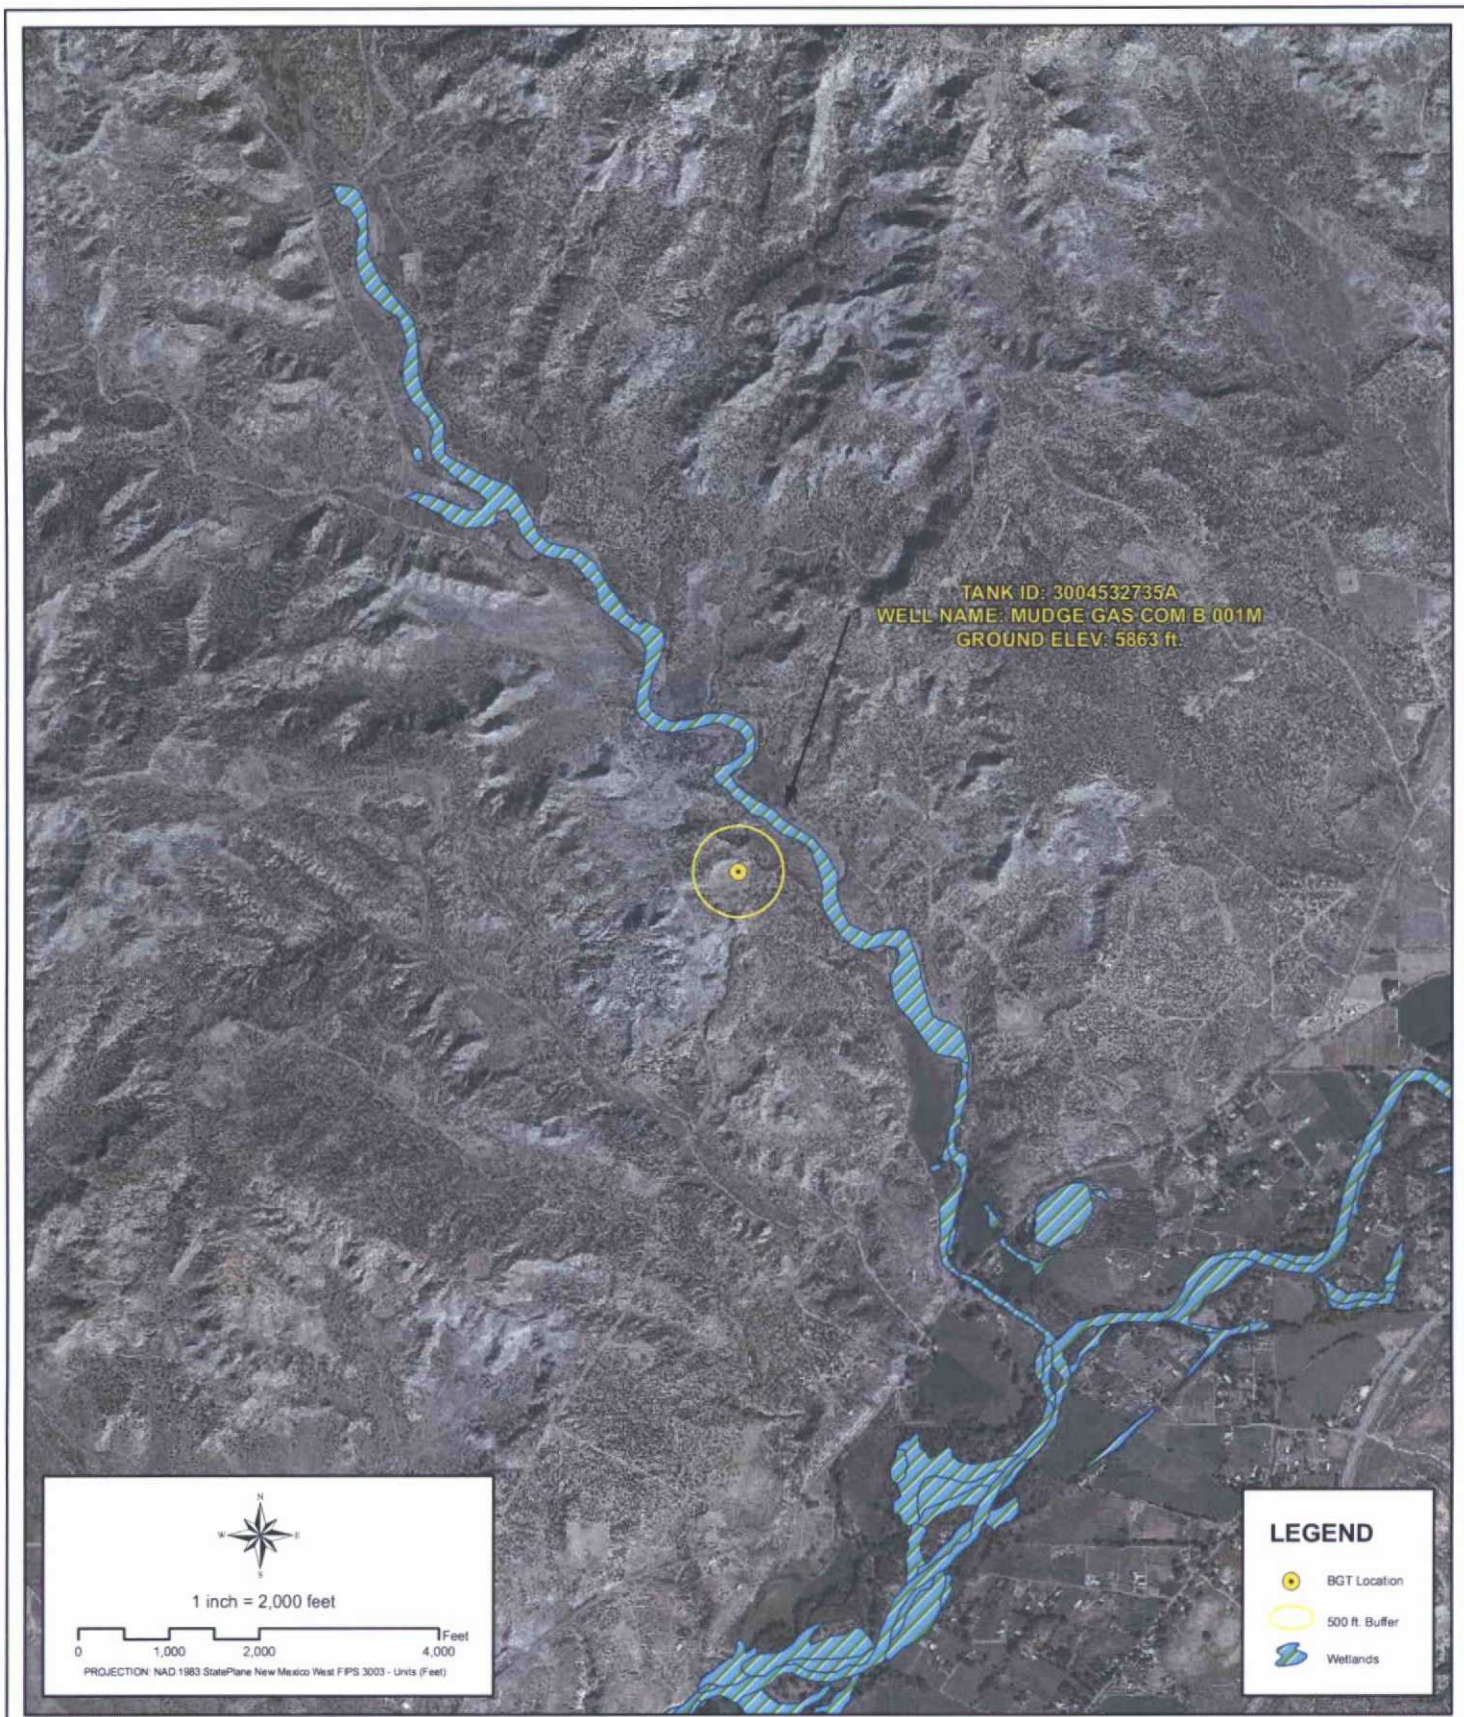 TANK ID: 3004532735A
WELL NAME: MUDGE GAS COM B 001M
GROUND ELEV: 5863 ft.
N
W E
S
1 inch = 2,000 feet
Feet
0 1,000 2,000 4,000
PROJECTION: NAD 1983 StatePlane New Mexico West FIPS 3003 - Units (Feet)
LEGEND
BGT Location
500 ft. Buffer
Wetlands